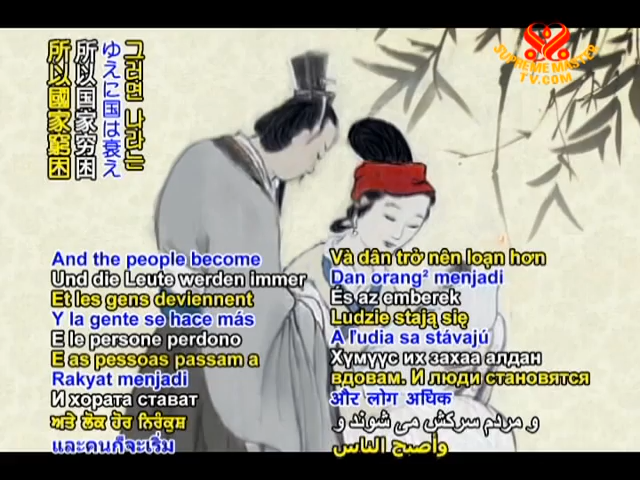 SUPREME MASTER
TV.COM
그러면 나라는
ゆえに国は衰え
所以国家穷困
所以國家窮困
And the people become
Und die Leute werden immer
Et les gens deviennent
Y la gente se hace más
E le persone perdono
E as pessoas passam a
Rakyat menjadi
И хората стават
ਅਤੇ ਲੋਕ ਹੋਰ ਨਿਰੰਕੁਸ਼
และคนก็จะเริ่ม
Và dân trở nên loạn hơn
Dan orang² menjadi
És az emberek
Ludzie stają się
A ľudia sa stávajú
Хүмүүс их захаа алдан
вдовам. И люди становятся
और लोग अधिक
و مردم سرکش می شوند و
وأصبح الناس